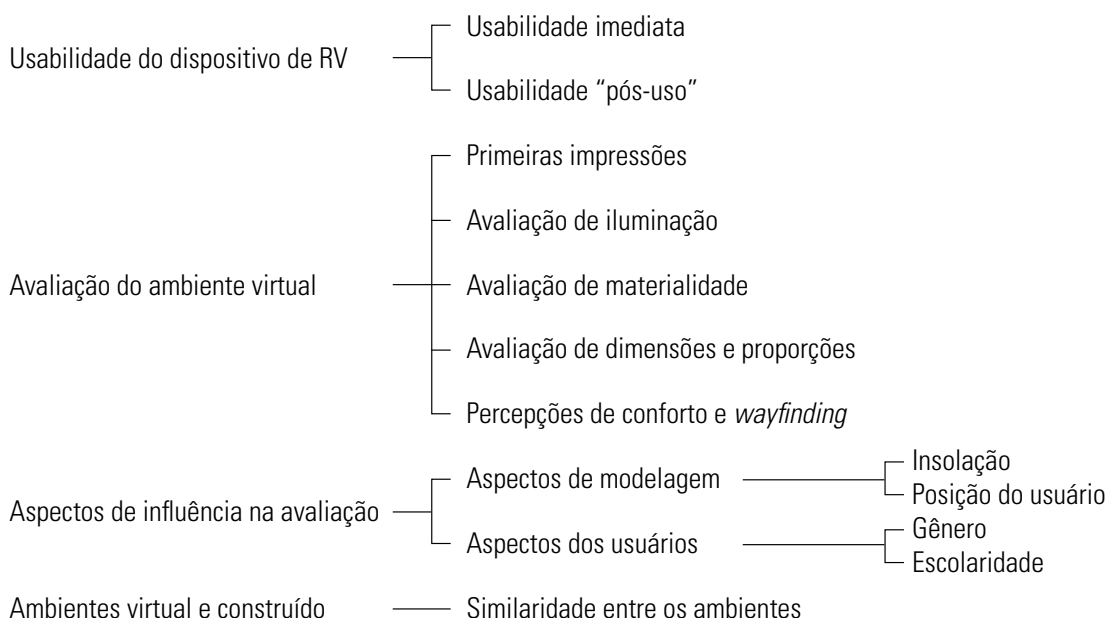 Usabilidade do dispositivo de RV
Usabilidade imediata
Usabilidade “pós-uso”
Avaliação do ambiente virtual
Primeiras impressões
Avaliação de iluminação
Avaliação de materialidade
Avaliação de dimensões e proporções
Percepções de conforto e wayfinding
Aspectos de influência na avaliação
Aspectos de modelagem
Insolação
Posição do usuário
Aspectos dos usuários
Gênero
Escolaridade
Ambientes virtual e construído
Similaridade entre os ambientes